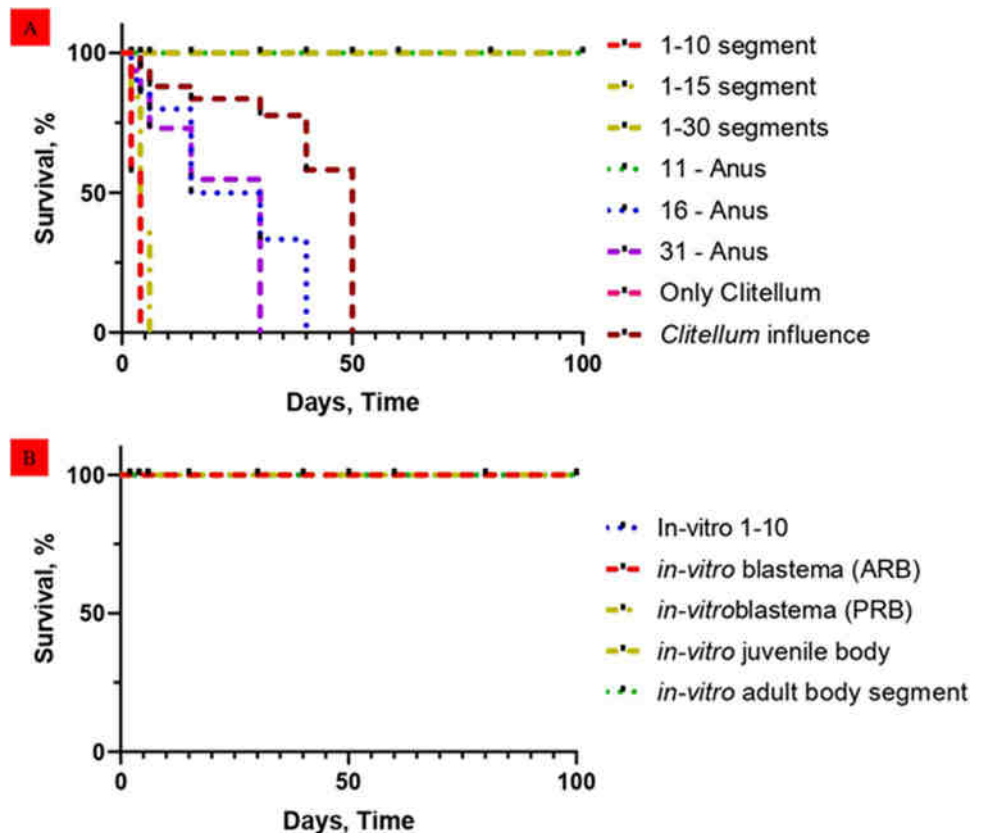 A
100
50
0
Survival, %
0
50
100
Days, Time
1-10 segment
1-15 segment
1-30 segments
11 - Anus
16 - Anus
31 - Anus
Only Clitellum
Clitellum influence
B
100
50
0
Survival, %
0
50
100
Days, Time
In-vitro 1-10
in-vitro blastema (ARB)
in-vitroblastema (PRB)
in-vitro juvenile body
in-vitro adult body segment